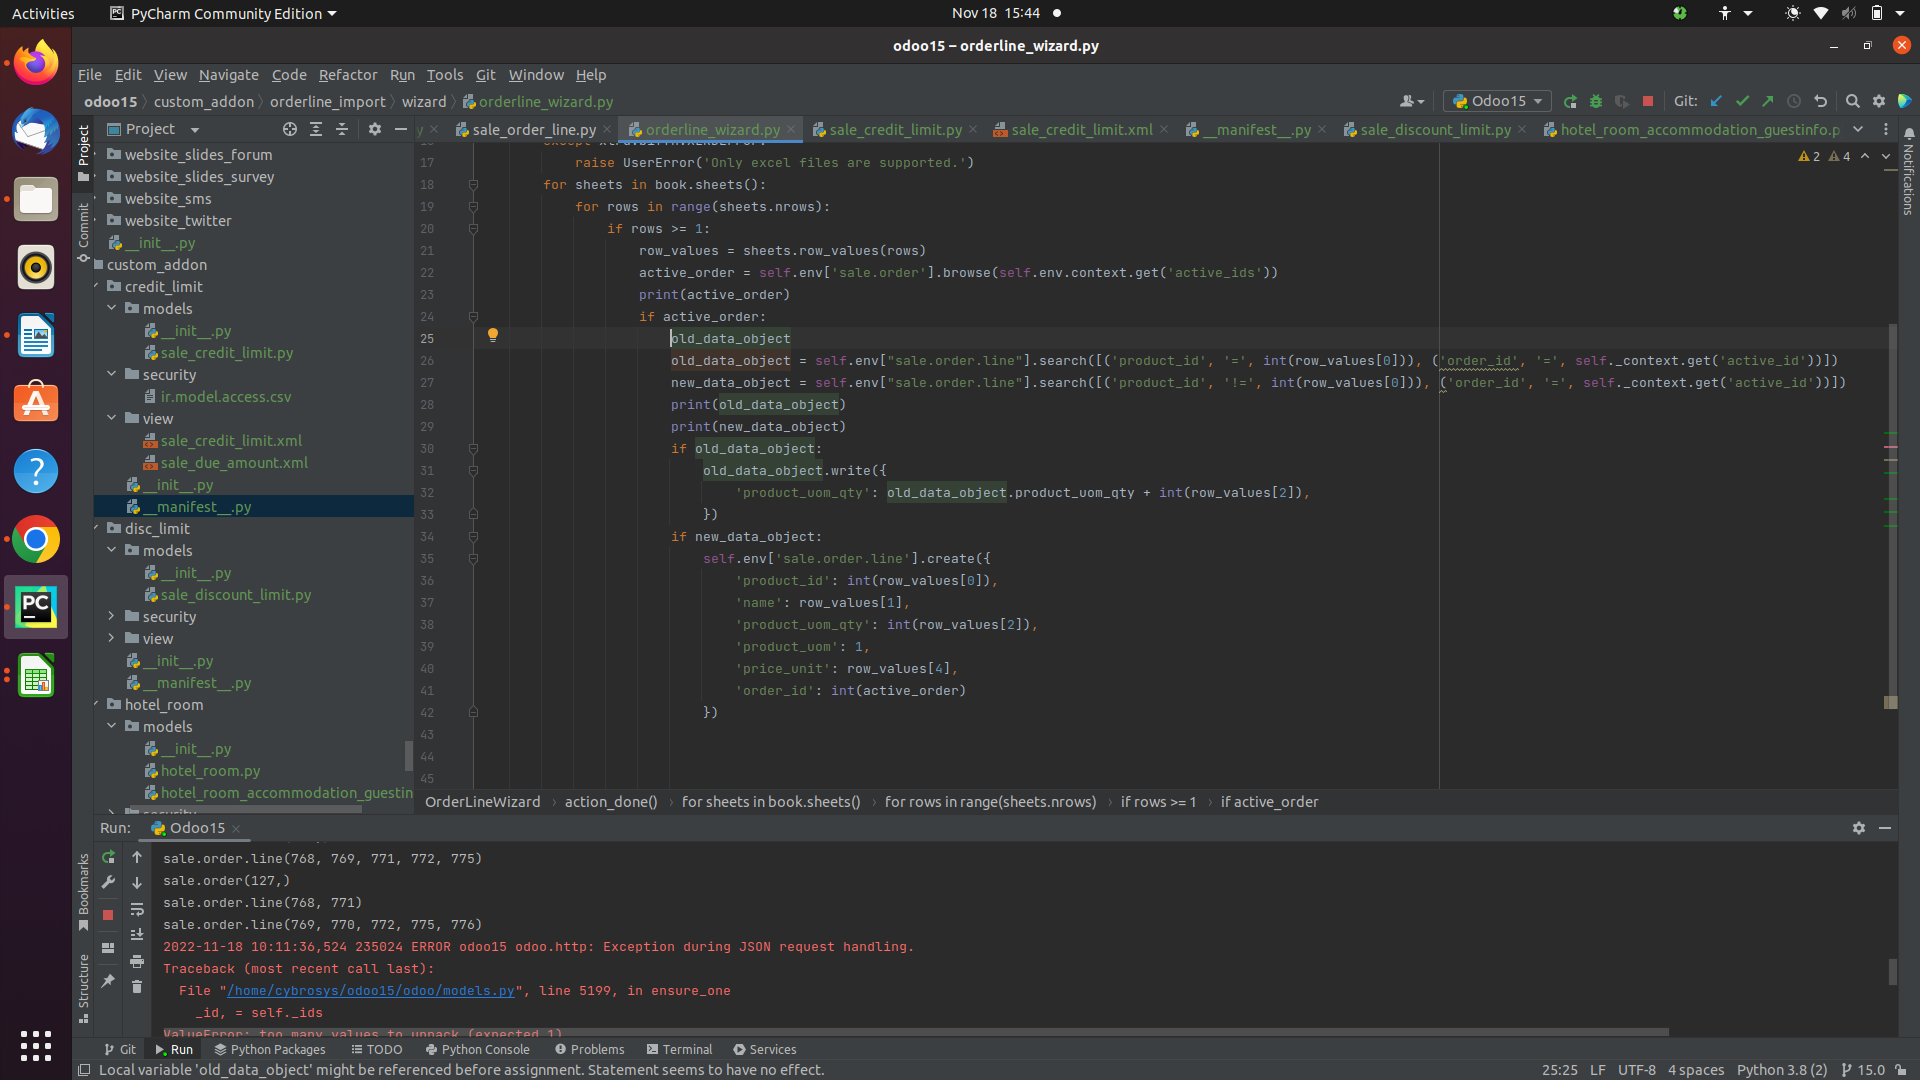 Activities
PyCharm Community Edition
Nov 18 15:44
odoo15 – orderline_wizard.py
File Edit View Navigate Code Refactor Run Tools Git Window Help
odoo15 custom_addon orderline_import wizard orderline_wizard.py
Odoo15
Git:
Project
y
sale_order_line.py
orderline_wizard.py
sale_credit_limit.py
sale_credit_limit.xml
__manifest__.py
sale_discount_limit.py
hotel_room_accommodation_guestinfo.p
Project
Commit
Bookmarks
Structure
Notifications
website_slides_forum
website_slides_survey
website_sms
website_twitter
__init__.py
custom_addon
credit_limit
models
__init__.py
sale_credit_limit.py
security
ir.model.access.csv
view
sale_credit_limit.xml
sale_due_amount.xml
__init__.py
__manifest__.py
disc_limit
models
__init__.py
sale_discount_limit.py
security
view
__init__.py
__manifest__.py
hotel_room
models
__init__.py
hotel_room.py
hotel_room_accommodation_guestin
2 4
17 raise UserError('Only excel files are supported.')
18 for sheets in book.sheets():
19 for rows in range(sheets.nrows):
20 if rows >= 1:
21 row_values = sheets.row_values(rows)
22 active_order = self.env['sale.order'].browse(self.env.context.get('active_ids'))
23 print(active_order)
24 if active_order:
25 old_data_object
26 old_data_object = self.env["sale.order.line"].search([('product_id', '=', int(row_values[0])), ('order_id', '=', self._context.get('active_id'))])
27 new_data_object = self.env["sale.order.line"].search([('product_id', '!=', int(row_values[0])), ('order_id', '=', self._context.get('active_id'))])
28 print(old_data_object)
29 print(new_data_object)
30 if old_data_object:
31 old_data_object.write({
32 'product_uom_qty': old_data_object.product_uom_qty + int(row_values[2]),
33 })
34 if new_data_object:
35 self.env['sale.order.line'].create({
36 'product_id': int(row_values[0]),
37 'name': row_values[1],
38 'product_uom_qty': int(row_values[2]),
39 'product_uom': 1,
40 'price_unit': row_values[4],
41 'order_id': int(active_order)
42 })
43
44
45
OrderLineWizard action_done() for sheets in book.sheets() for rows in range(sheets.nrows) if rows >= 1 if active_order
Run: Odoo15
sale.order.line(768, 769, 771, 772, 775)
sale.order(127,)
sale.order.line(768, 771)
sale.order.line(769, 770, 772, 775, 776)
2022-11-18 10:11:36,524 235024 ERROR odoo15 odoo.http: Exception during JSON request handling.
Traceback (most recent call last):
File "/home/cybrosys/odoo15/odoo/models.py", line 5199, in ensure_one
_id, = self._ids
ValueError: too many values to unpack (expected 1)
Git Run Python Packages TODO Python Console Problems Terminal Services
Local variable 'old_data_object' might be referenced before assignment. Statement seems to have no effect.
25:25 LF UTF-8 4 spaces Python 3.8 (2) 15.0